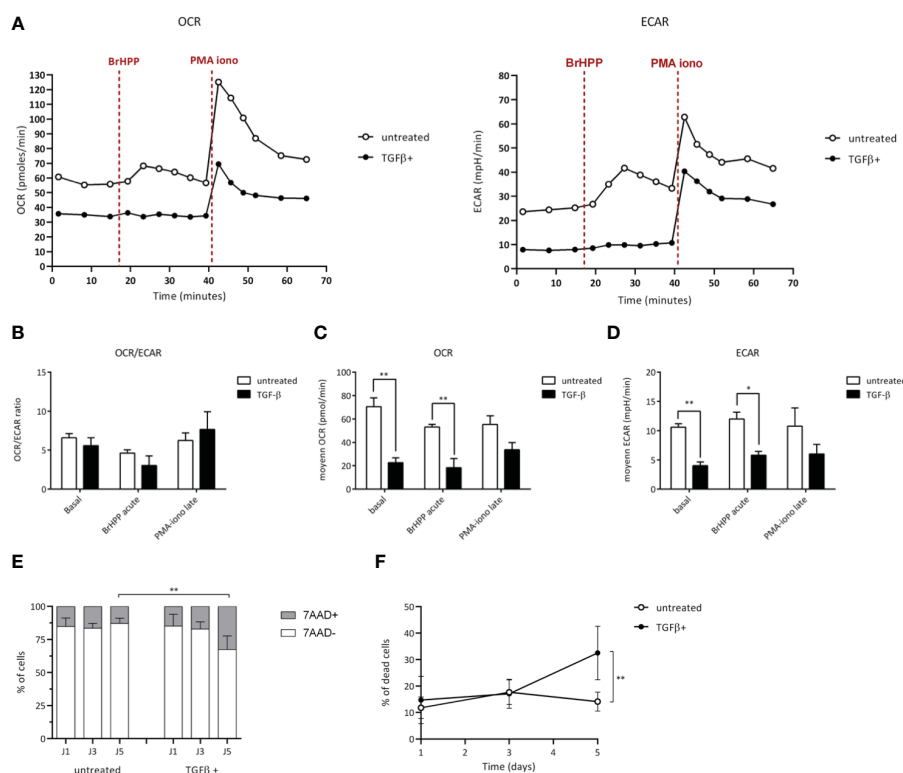 A
OCR
ECAR
BrHPP
PMA iono
130
120
110
100
90
80
70
60
50
40
30
20
10
0
OCR (pmoles/min)
0 10 20 30 40 50 60 70
Time (minutes)
untreated
TGFβ+
BrHPP
PMA iono
80
70
60
50
40
30
20
10
0
ECAR (mpH/min)
0 10 20 30 40 50 60 70
Time (minutes)
untreated
TGFβ+
B
OCR/ECAR
15
10
5
0
OCR/ECAR ratio
Basal
BrHPP acute
PMA-iono late
untreated
TGF-β
C
OCR
100
80
60
40
20
0
moyenn OCR (pmol/min)
**
**
basal
BrHPP acute
PMA-iono late
untreated
TGF-β
D
ECAR
20
15
10
5
0
moyenn ECAR (mpH/min)
**
*
basal
BrHPP acute
PMA-iono late
untreated
TGF-β
E
**
100
75
50
25
0
% of cells
J1 J3 J5 J1 J3 J5
untreated TGFβ +
7AAD+
7AAD-
F
50
40
30
20
10
0
% of dead cells
1 2 3 4 5
Time (days)
untreated
TGFβ+
**